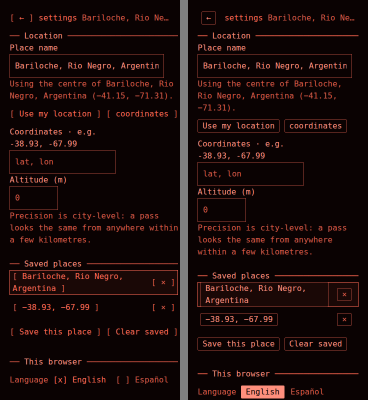 [ ← ] settings Bariloche, Rio Ne…
Location
Place name
Bariloche, Rio Negro, Argentin
Using the centre of Bariloche, Rio
Negro, Argentina (−41.15, −71.31).
[ Use my location ] [ coordinates ]
Coordinates · e.g.
-38.93, -67.99
lat, lon
Altitude (m)
0
Precision is city-level: a pass
looks the same from anywhere within
a few kilometres.
Saved places
[ Bariloche, Rio Negro,
Argentina ] [ × ]
[ −38.93, −67.99 ] [ × ]
[ Save this place ] [ Clear saved ]
This browser
Language [x] English [ ] Español
← settings Bariloche, Rio Ne…
Location
Place name
Bariloche, Rio Negro, Argentin
Using the centre of Bariloche,
Rio Negro, Argentina (−41.15,
−71.31).
Use my location coordinates
Coordinates · e.g.
-38.93, -67.99
lat, lon
Altitude (m)
0
Precision is city-level: a pass
looks the same from anywhere
within a few kilometres.
Saved places
Bariloche, Rio Negro,
Argentina ×
−38.93, −67.99 ×
Save this place Clear saved
This browser
Language English Español